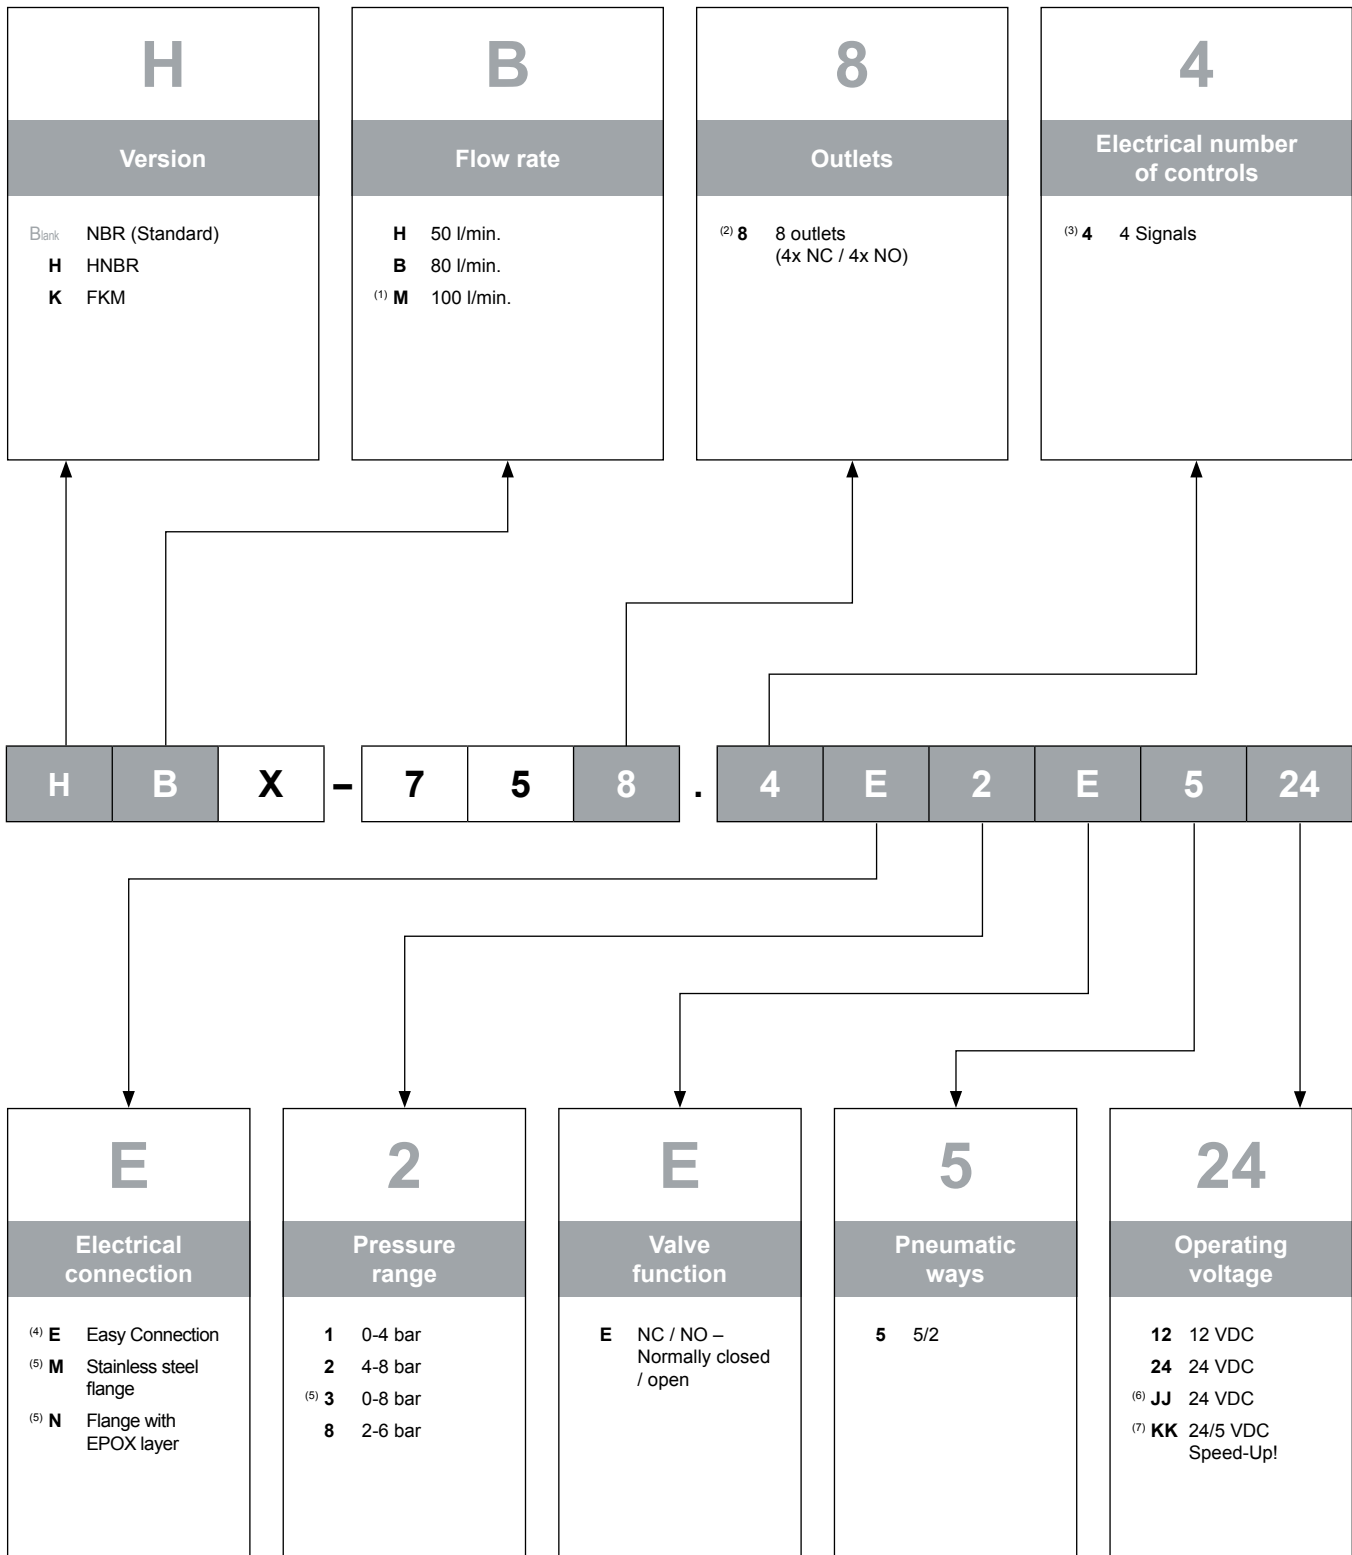 H
Version
Blank NBR (Standard)
H HNBR
K FKM
B
Flow rate
H 50 l/min.
B 80 l/min.
(1) M 100 l/min.
8
Outlets
(2) 8 8 outlets
(4x NC / 4x NO)
4
Electrical number
of controls
(3) 4 4 Signals
H B X – 7 5 8 . 4 E 2 E 5 24
E
Electrical
connection
(4) E Easy Connection
(5) M Stainless steel
flange
(5) N Flange with
EPOX layer
2
Pressure
range
1 0-4 bar
2 4-8 bar
(5) 3 0-8 bar
8 2-6 bar
E
Valve
function
E NC / NO –
Normally closed
/ open
5
Pneumatic
ways
5 5/2
24
Operating
voltage
12 12 VDC
24 24 VDC
(6) JJ 24 VDC
(7) KK 24/5 VDC
Speed-Up!